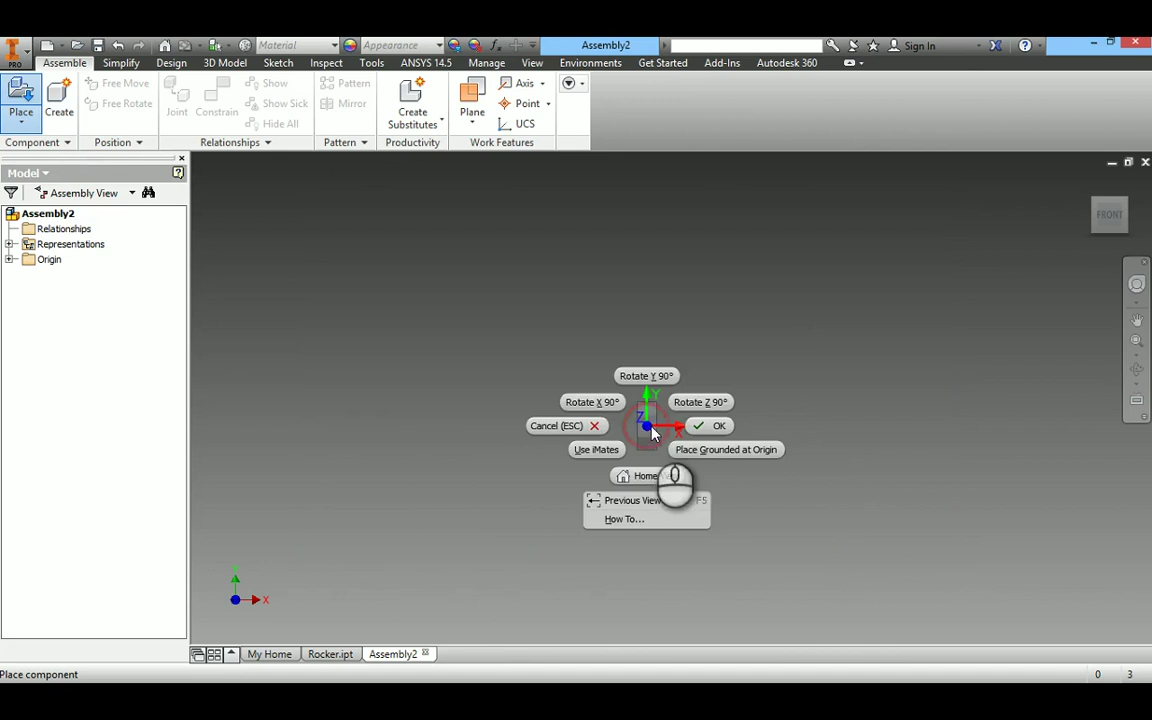 Material
Appearance
fx
Assembly2
Sign In
PRO
Assemble Simplify Design 3D Model Sketch Inspect Tools ANSYS 14.5 Manage View Environments Get Started Add-Ins Autodesk 360
Place
Create
Free Move
Free Rotate
Joint
Constrain
Show
Show Sick
Hide All
Pattern
Mirror
Create
Substitutes
Plane
Axis
Point
UCS
Component Position Relationships Pattern Productivity Work Features
Model
Assembly View
Assembly2
Relationships
Representations
Origin
FRONT
Rotate Y 90°
Rotate X 90°
Rotate Z 90°
Y
Z
X
Cancel (ESC)
OK
Use iMates
Place Grounded at Origin
Home
Previous View F5
How To...
X
My Home Rocker.ipt Assembly2
Place component
0 3